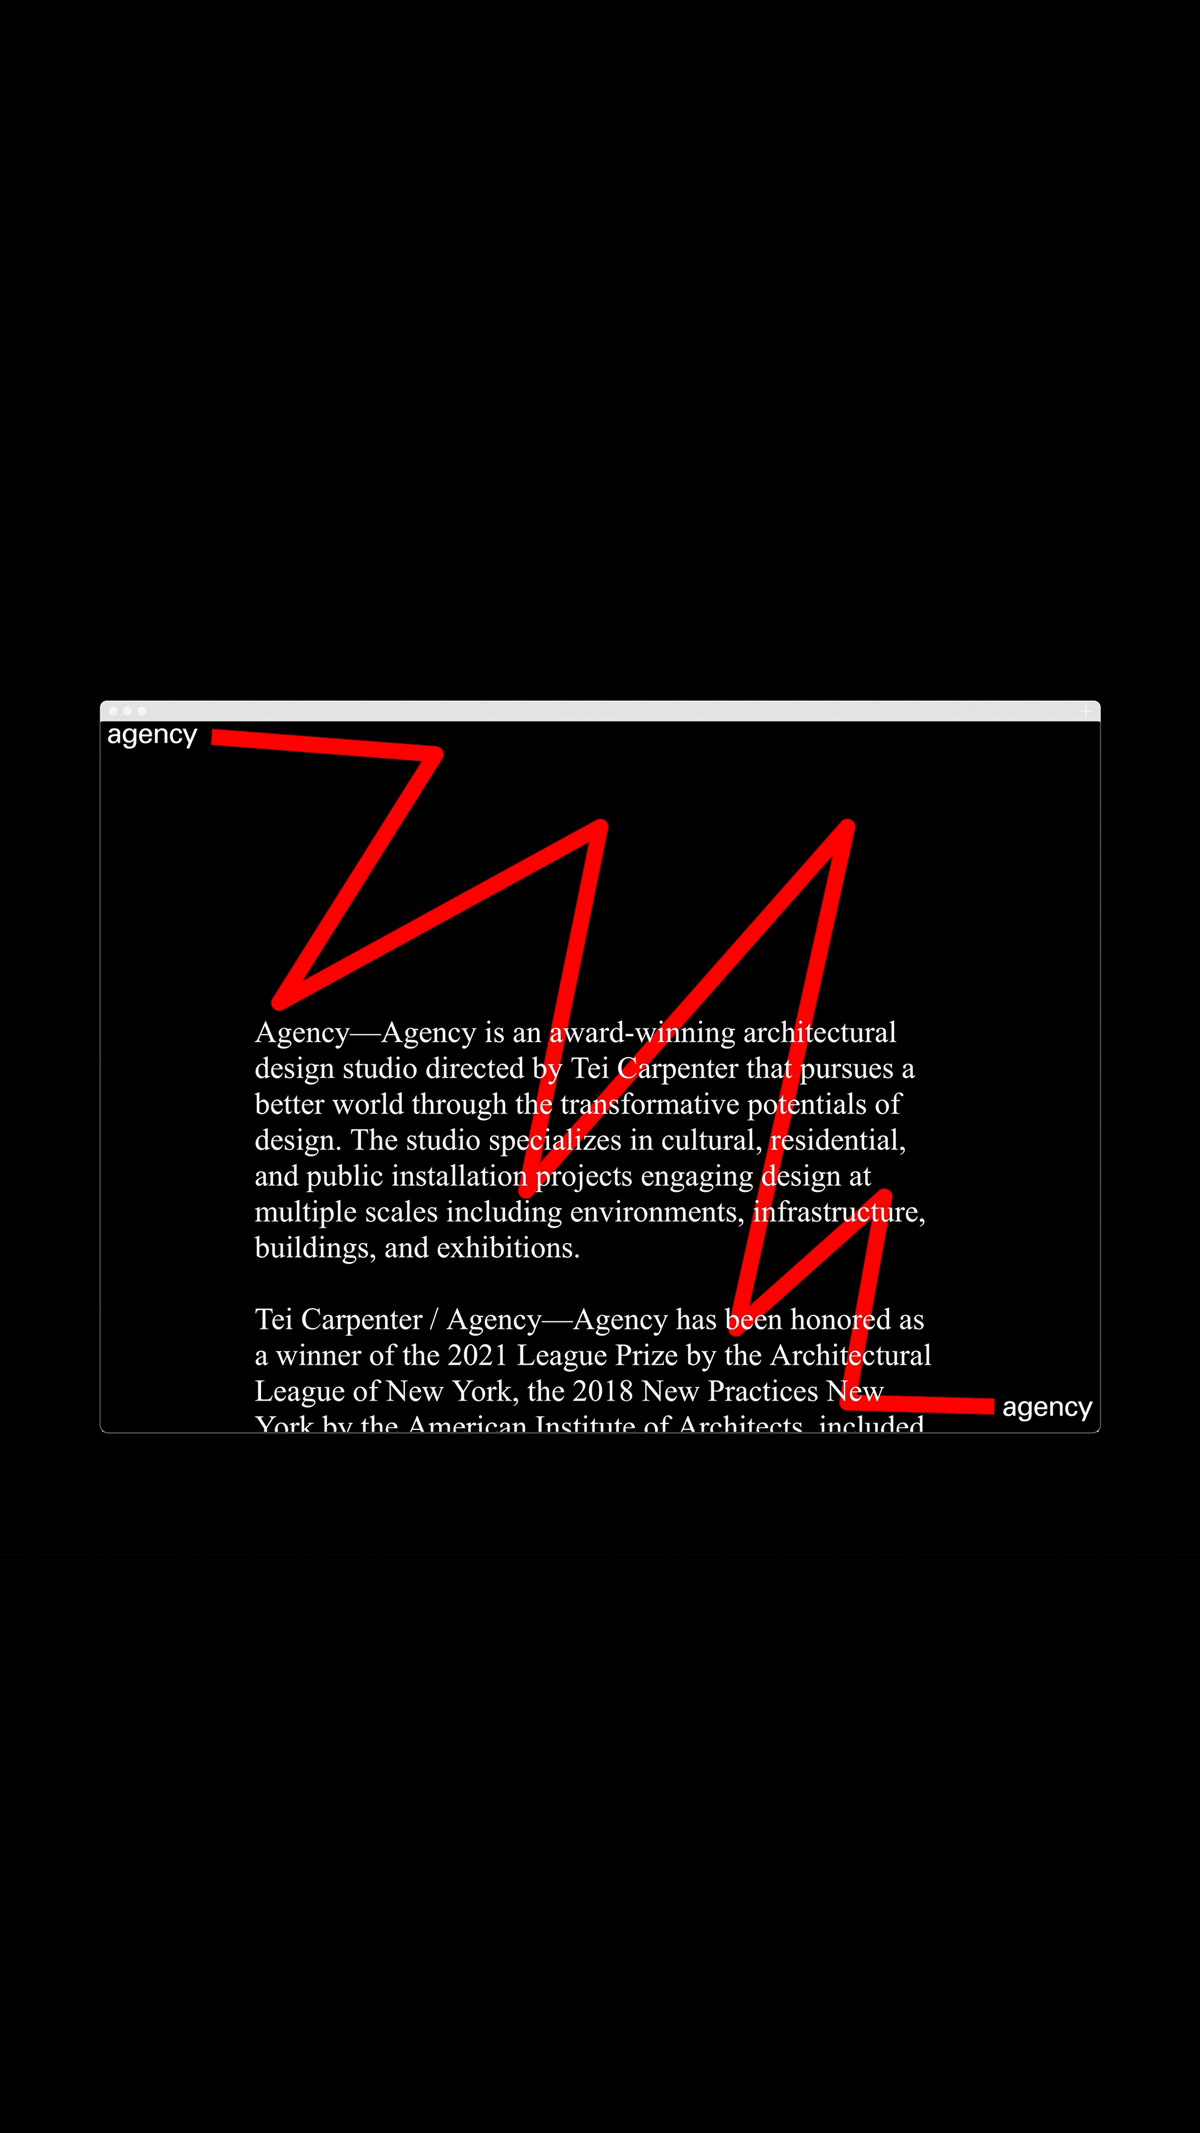 agency
Agency—Agency is an award-winning architectural
design studio directed by Tei Carpenter that pursues a
better world through the transformative potentials of
design. The studio specializes in cultural, residential,
and public installation projects engaging design at
multiple scales including environments, infrastructure,
buildings, and exhibitions.
Tei Carpenter / Agency—Agency has been honored as
a winner of the 2021 League Prize by the Architectural
League of New York, the 2018 New Practices New
York by the American Institute of Architects, included
agency